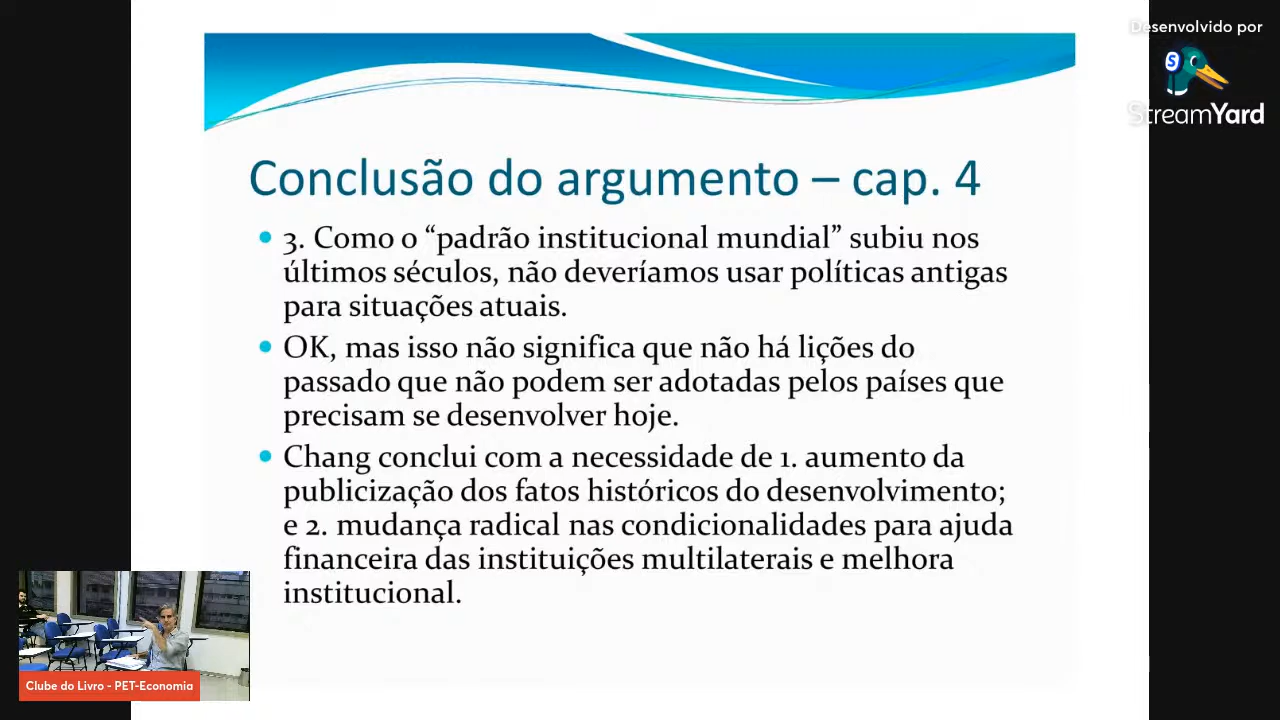 Desenvolvido por
StreamYard
Conclusão do argumento – cap. 4
3. Como o “padrão institucional mundial” subiu nos
últimos séculos, não deveríamos usar políticas antigas
para situações atuais.
OK, mas isso não significa que não há lições do
passado que não podem ser adotadas pelos países que
precisam se desenvolver hoje.
Chang conclui com a necessidade de 1. aumento da
publicização dos fatos históricos do desenvolvimento;
e 2. mudança radical nas condicionalidades para ajuda
financeira das instituições multilaterais e melhora
institucional.
Clube do Livro - PET-Economia